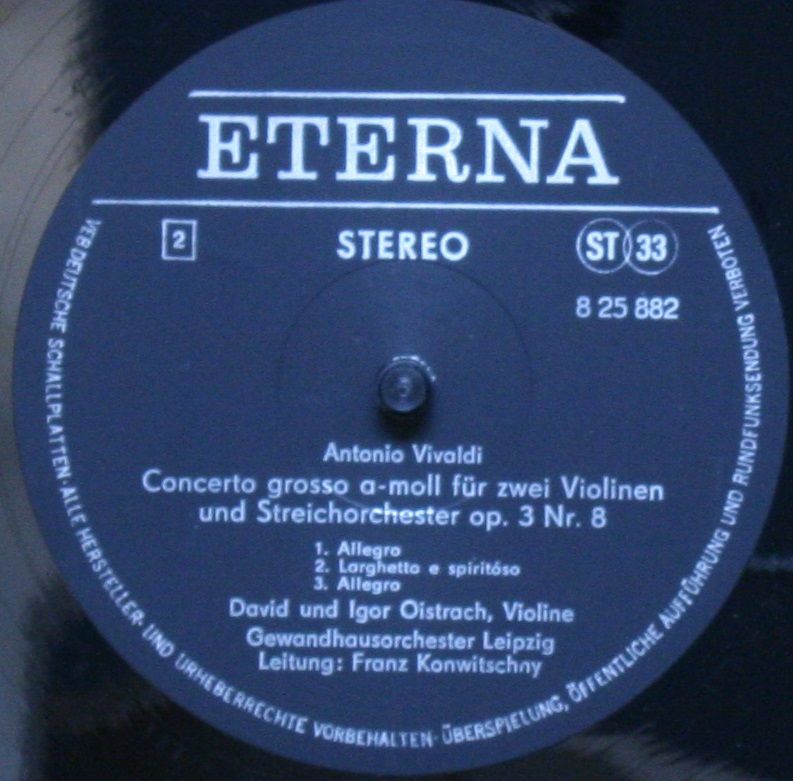 ETERNA
2
STEREO
ST 33
8 25 882
Antonio Vivaldi
Concerto grosso a-moll für zwei Violinen
und Streichorchester op. 3 Nr. 8
1. Allegro
2. Larghetto e spiritóso
3. Allegro
David und Igor Oistrach, Violine
Gewandhausorchester Leipzig
Leitung: Franz Konwitschny
VEB DEUTSCHE SCHALLPLATTEN · ALLE HERSTELLER- UND URHEBERRECHTE VORBEHALTEN · ÜBERSPIELUNG, ÖFFENTLICHE AUFFÜHRUNG UND RUNDFUNKSENDUNG VERBOTEN